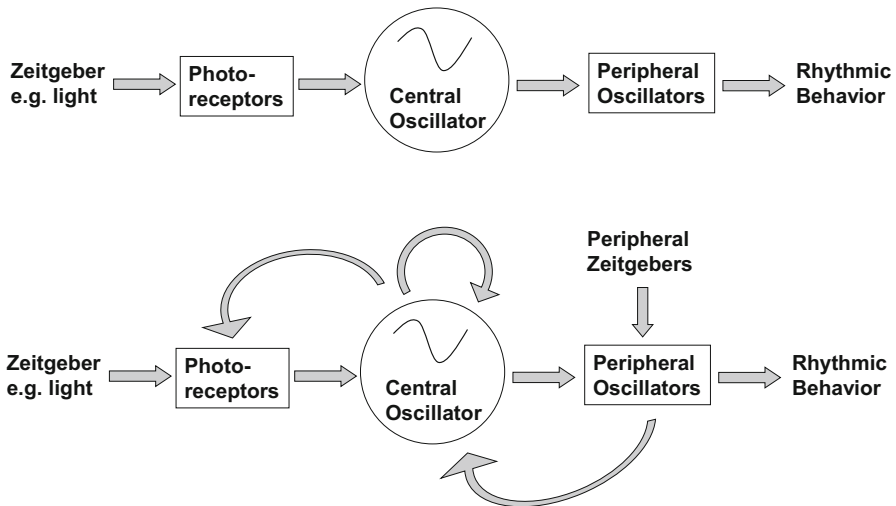 Zeitgeber
e.g. light
Photo-
receptors
Central
Oscillator
Peripheral
Oscillators
Rhythmic
Behavior
Peripheral
Zeitgebers
Zeitgeber
e.g. light
Photo-
receptors
Central
Oscillator
Peripheral
Oscillators
Rhythmic
Behavior